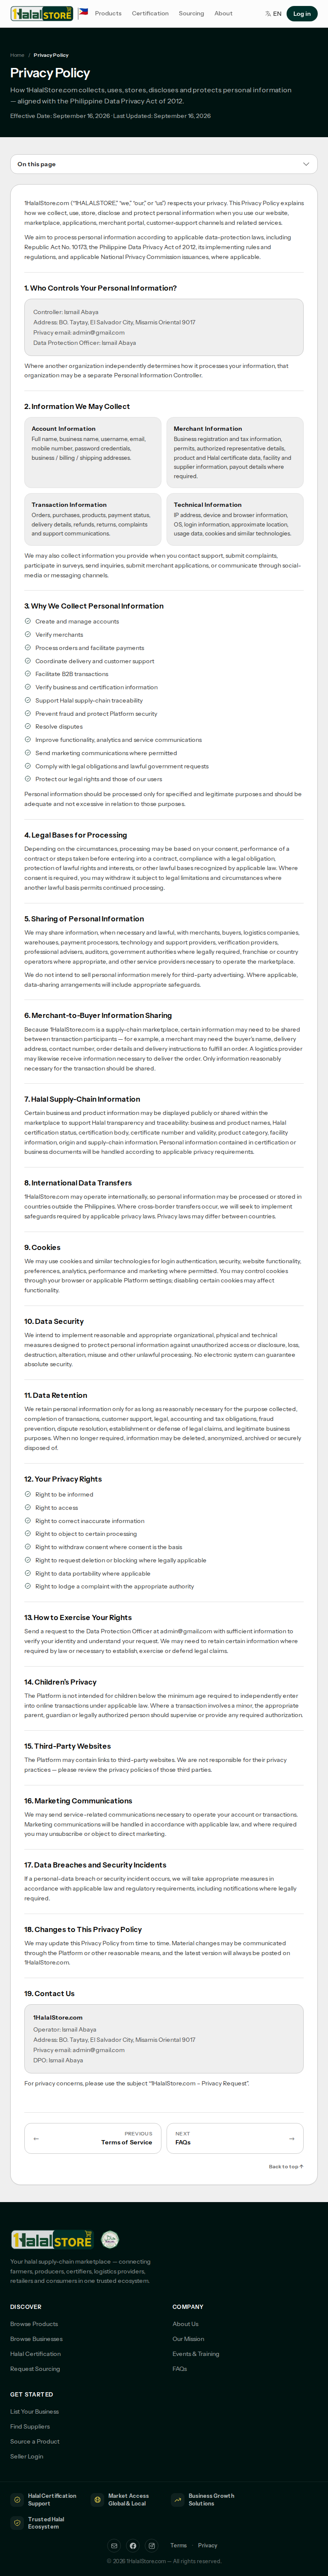 1Halal STORE
Products
Certification
Sourcing
About
EN
Log in
Home / Privacy Policy
Privacy Policy
How 1HalalStore.com collects, uses, stores, discloses and protects personal information
— aligned with the Philippine Data Privacy Act of 2012.
Effective Date: September 16, 2026 · Last Updated: September 16, 2026
On this page
1HalalStore.com (“1HALALSTORE,” “we,” “our,” or “us”) respects your privacy. This Privacy Policy explains
how we collect, use, store, disclose and protect personal information when you use our website,
marketplace, applications, merchant portal, customer-support channels and related services.
We aim to process personal information according to applicable data-protection laws, including
Republic Act No. 10173, the Philippine Data Privacy Act of 2012, its implementing rules and
regulations, and applicable National Privacy Commission issuances, where applicable.
1. Who Controls Your Personal Information?
Controller: Ismail Abaya
Address: BO. Taytay, El Salvador City, Misamis Oriental 9017
Privacy email: admin@gmail.com
Data Protection Officer: Ismail Abaya
Where another organization independently determines how it processes your information, that
organization may be a separate Personal Information Controller.
2. Information We May Collect
Account Information
Full name, business name, username, email,
mobile number, password credentials,
business / billing / shipping addresses.
Merchant Information
Business registration and tax information,
permits, authorized representative details,
product and Halal certificate data, facility and
supplier information, payout details where
required.
Transaction Information
Orders, purchases, products, payment status,
delivery details, refunds, returns, complaints
and support communications.
Technical Information
IP address, device and browser information,
OS, login information, approximate location,
usage data, cookies and similar technologies.
We may also collect information you provide when you contact support, submit complaints,
participate in surveys, send inquiries, submit merchant applications, or communicate through social-
media or messaging channels.
3. Why We Collect Personal Information
Create and manage accounts
Verify merchants
Process orders and facilitate payments
Coordinate delivery and customer support
Facilitate B2B transactions
Verify business and certification information
Support Halal supply-chain traceability
Prevent fraud and protect Platform security
Resolve disputes
Improve functionality, analytics and service communications
Send marketing communications where permitted
Comply with legal obligations and lawful government requests
Protect our legal rights and those of our users
Personal information should be processed only for specified and legitimate purposes and should be
adequate and not excessive in relation to those purposes.
4. Legal Bases for Processing
Depending on the circumstances, processing may be based on your consent, performance of a
contract or steps taken before entering into a contract, compliance with a legal obligation,
protection of lawful rights and interests, or other lawful bases recognized by applicable law. Where
consent is required, you may withdraw it subject to legal limitations and circumstances where
another lawful basis permits continued processing.
5. Sharing of Personal Information
We may share information, when necessary and lawful, with merchants, buyers, logistics companies,
warehouses, payment processors, technology and support providers, verification providers,
professional advisers, auditors, government authorities where legally required, franchise or country
operators where appropriate, and other service providers necessary to operate the marketplace.
We do not intend to sell personal information merely for third-party advertising. Where applicable,
data-sharing arrangements will include appropriate safeguards.
6. Merchant-to-Buyer Information Sharing
Because 1HalalStore.com is a supply-chain marketplace, certain information may need to be shared
between transaction participants — for example, a merchant may need the buyer's name, delivery
address, contact number, order details and delivery instructions to fulfill an order. A logistics provider
may likewise receive information necessary to deliver the order. Only information reasonably
necessary for the transaction should be shared.
7. Halal Supply-Chain Information
Certain business and product information may be displayed publicly or shared within the
marketplace to support Halal transparency and traceability: business and product names, Halal
certification status, certification body, certificate number and validity, product category, facility
information, origin and supply-chain information. Personal information contained in certification or
business documents will be handled according to applicable privacy requirements.
8. International Data Transfers
1HalalStore.com may operate internationally, so personal information may be processed or stored in
countries outside the Philippines. Where cross-border transfers occur, we will seek to implement
safeguards required by applicable privacy laws. Privacy laws may differ between countries.
9. Cookies
We may use cookies and similar technologies for login and authentication, security, website functionality,
preferences, analytics, performance and marketing where permitted. You may control cookies
through your browser or applicable Platform settings; disabling certain cookies may affect
functionality.
10. Data Security
We intend to implement reasonable and appropriate organizational, physical and technical
measures designed to protect personal information against unauthorized access or disclosure, loss,
destruction, alteration, misuse and other unlawful processing. No electronic system can guarantee
absolute security.
11. Data Retention
We retain personal information only for as long as reasonably necessary for the purpose collected,
completion of transactions, customer support, legal, accounting and tax obligations, fraud
prevention, dispute resolution, establishment or defense of legal claims, and legitimate business
purposes. When no longer required, information may be deleted, anonymized, archived or securely
disposed of.
12. Your Privacy Rights
Right to be informed
Right to access
Right to correct inaccurate information
Right to object to certain processing
Right to withdraw consent where consent is the basis
Right to request deletion or blocking where legally applicable
Right to data portability where applicable
Right to lodge a complaint with the appropriate authority
13. How to Exercise Your Rights
Send a request to the Data Protection Officer at admin@gmail.com with sufficient information to
verify your identity and understand your request. We may need to retain certain information where
required by law or necessary to establish, exercise or defend legal claims.
14. Children's Privacy
The Platform is not intended for children below the minimum age required to independently enter
into online transactions under applicable law. Where a transaction involves a minor, the appropriate
parent, guardian or legally authorized person should supervise or provide any required authorization.
15. Third-Party Websites
The Platform may contain links to third-party websites. We are not responsible for their privacy
practices — please review the privacy policies of those third parties.
16. Marketing Communications
We may send service-related communications necessary to operate your account or transactions.
Marketing communications will be handled in accordance with applicable law, and where required
you may unsubscribe or object to direct marketing.
17. Data Breaches and Security Incidents
If a personal-data breach or security incident occurs, we will take appropriate measures in
accordance with applicable law and regulatory requirements, including notifications where legally
required.
18. Changes to This Privacy Policy
We may update this Privacy Policy from time to time. Material changes may be communicated
through the Platform or other reasonable means, and the latest version will always be posted on
1HalalStore.com.
19. Contact Us
1HalalStore.com
Operator: Ismail Abaya
Address: BO. Taytay, El Salvador City, Misamis Oriental 9017
Privacy email: admin@gmail.com
DPO: Ismail Abaya
For privacy concerns, please use the subject “1HalalStore.com – Privacy Request”.
← PREVIOUS
Terms of Service
NEXT →
FAQs
Back to top ↑
1Halal STORE
Your halal supply-chain marketplace — connecting
farmers, producers, certifiers, logistics providers,
retailers and consumers in one trusted ecosystem.
DISCOVER
Browse Products
Browse Businesses
Halal Certification
Request Sourcing
COMPANY
About Us
Our Mission
Events & Training
FAQs
GET STARTED
List Your Business
Find Suppliers
Source a Product
Seller Login
Halal Certification
Support
Market Access
Global & Local
Business Growth
Solutions
Trusted Halal
Ecosystem
Terms · Privacy
© 2026 1HalalStore.com — All rights reserved.